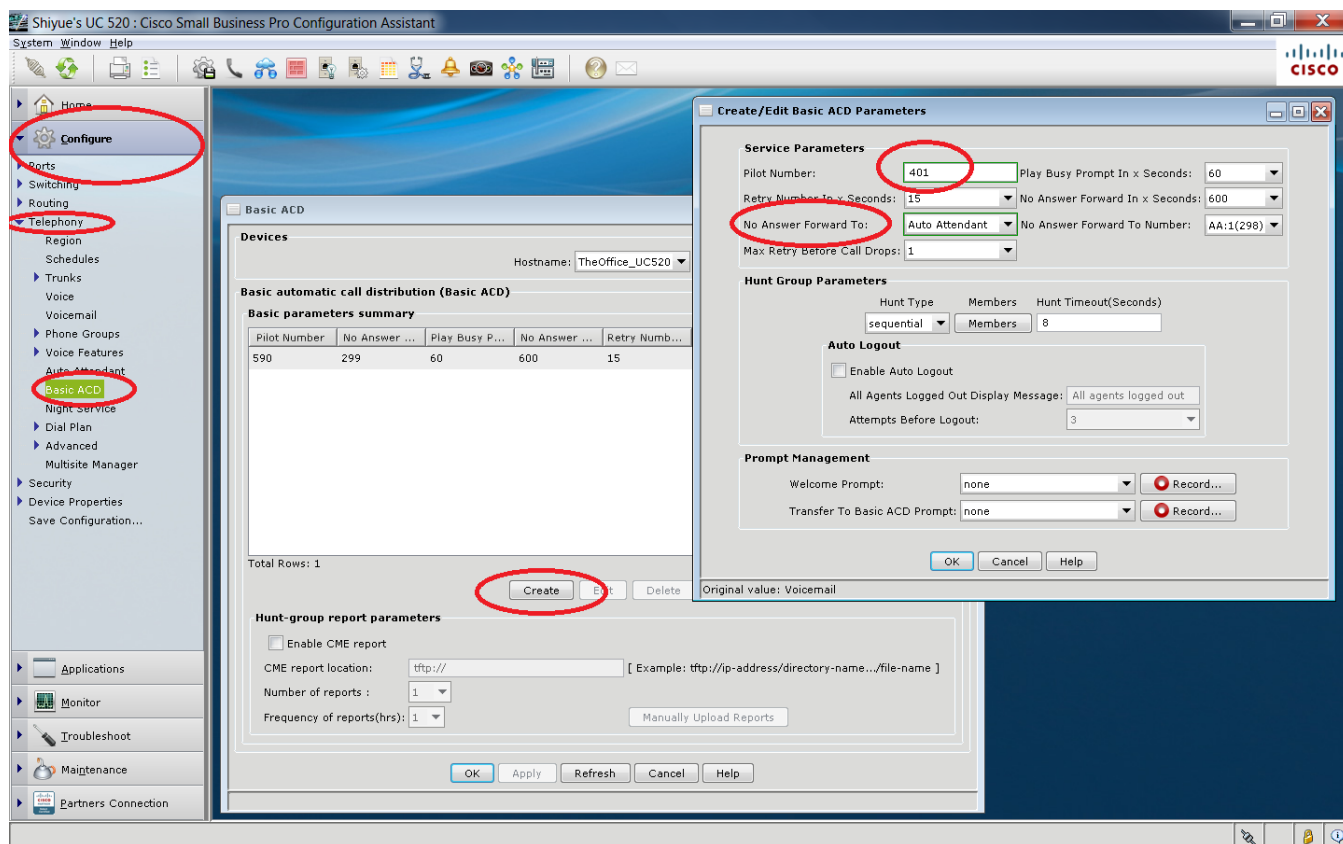 Shiyue's UC 520 : Cisco Small Business Pro Configuration Assistant
System Window Help
CISCO
Home
Configure
Ports
Switching
Routing
Telephony
Region
Schedules
Trunks
Voice
Voicemail
Phone Groups
Voice Features
Auto Attendant
Basic ACD
Night Service
Dial Plan
Advanced
Multisite Manager
Security
Device Properties
Save Configuration...
Applications
Monitor
Troubleshoot
Maintenance
Partners Connection
Basic ACD
Devices
Hostname: TheOffice_UC520
Basic automatic call distribution (Basic ACD)
Basic parameters summary
Pilot Number No Answer ... Play Busy P... No Answer ... Retry Numb...
590 299 60 600 15
Total Rows: 1
Create Edit Delete
Hunt-group report parameters
Enable CME report
CME report location: tftp:// [ Example: tftp://ip-address/directory-name.../file-name ]
Number of reports : 1
Frequency of reports(hrs): 1 Manually Upload Reports
OK Apply Refresh Cancel Help
Create/Edit Basic ACD Parameters
Service Parameters
Pilot Number: 401 Play Busy Prompt In x Seconds: 60
Retry Number In x Seconds: 15 No Answer Forward In x Seconds: 600
No Answer Forward To: Auto Attendant No Answer Forward To Number: AA:1(298)
Max Retry Before Call Drops: 1
Hunt Group Parameters
Hunt Type Members Hunt Timeout(Seconds)
sequential Members 8
Auto Logout
Enable Auto Logout
All Agents Logged Out Display Message: All agents logged out
Attempts Before Logout: 3
Prompt Management
Welcome Prompt: none Record...
Transfer To Basic ACD Prompt: none Record...
OK Cancel Help
Original value: Voicemail